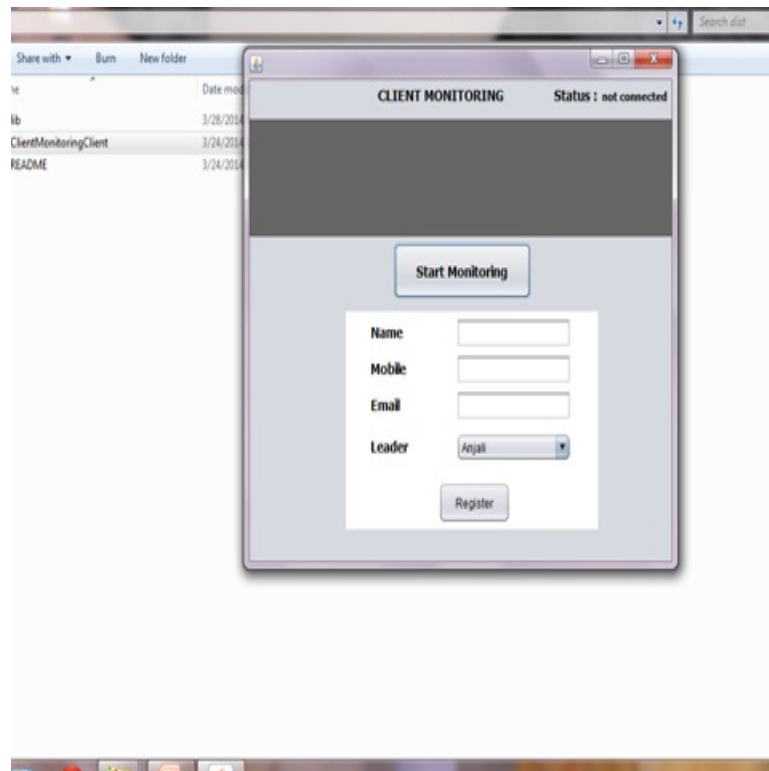 Search dist
Share with Burn New folder
Date mod
lib 3/28/2014
ClientMonitoringClient 3/24/2014
README 3/24/2014
CLIENT MONITORING Status : not connected
Start Monitoring
Name
Mobile
Email
Leader Anjali
Register